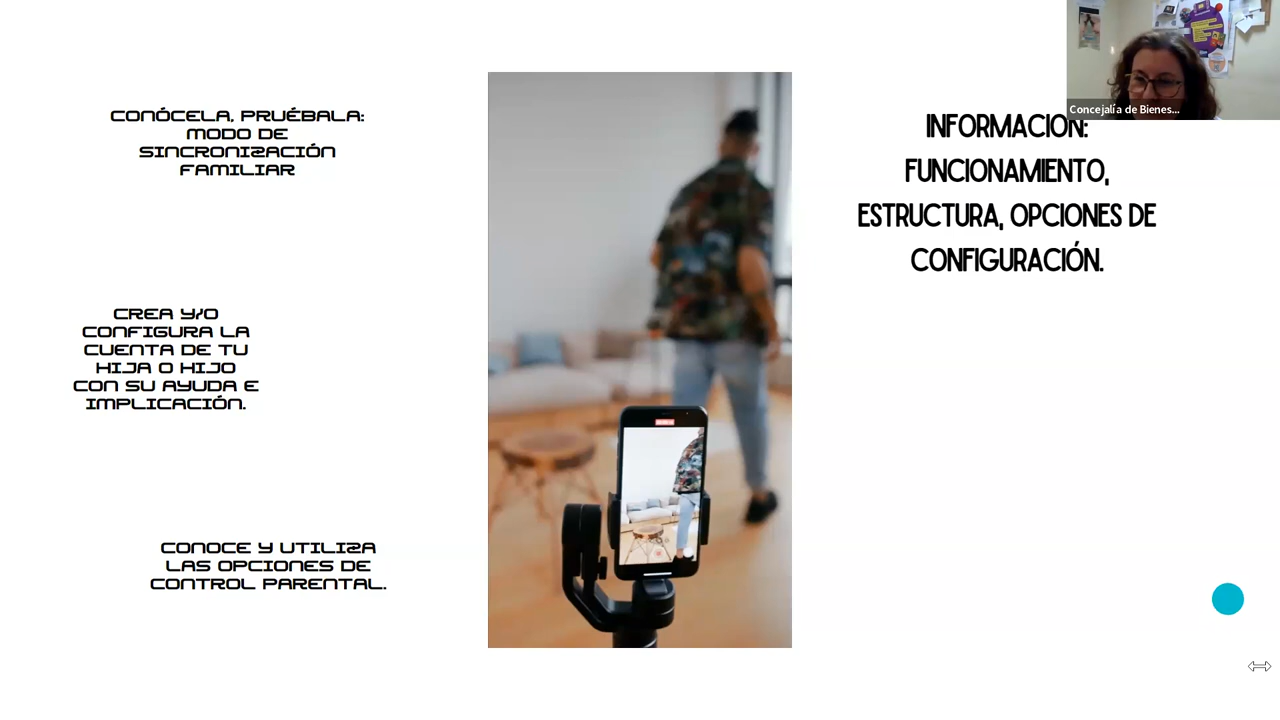 CONÓCELA, PRUÉBALA:
MODO DE
SINCRONIZACIÓN
FAMILIAR
CREA Y/O
CONFIGURA LA
CUENTA DE TU
HIJA O HIJO
CON SU AYUDA E
IMPLICACIÓN.
CONOCE Y UTILIZA
LAS OPCIONES DE
CONTROL PARENTAL.
Concejalía de Bienes...
INFORMACIÓN:
FUNCIONAMIENTO,
ESTRUCTURA, OPCIONES DE
CONFIGURACIÓN.